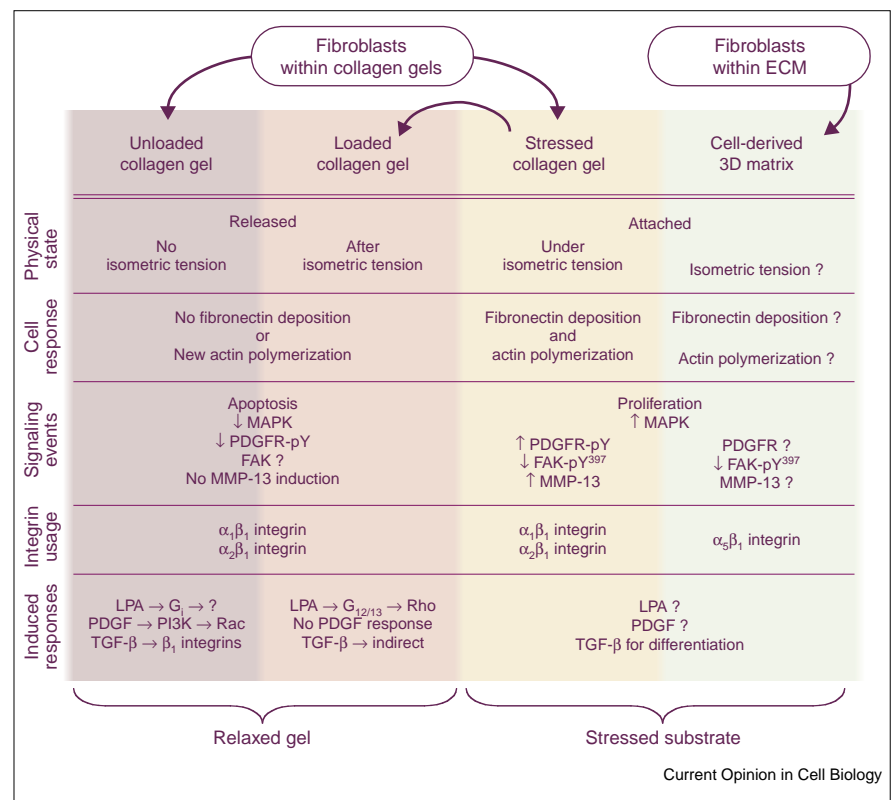 Fibroblasts
within collagen gels
Fibroblasts
within ECM
Unloaded
collagen gel
Loaded
collagen gel
Stressed
collagen gel
Cell-derived
3D matrix
Physical
state
Released
Attached
No
isometric tension
After
isometric tension
Under
isometric tension
Isometric tension ?
Cell
response
No fibronectin deposition
or
New actin polymerization
Fibronectin deposition
and
actin polymerization
Fibronectin deposition ?
Actin polymerization ?
Signaling
events
Apoptosis
↓ MAPK
↓ PDGFR-pY
FAK ?
No MMP-13 induction
Proliferation
↑ MAPK
↑ PDGFR-pY
↓ FAK-pY³⁹⁷
↑ MMP-13
PDGFR ?
↓ FAK-pY³⁹⁷
MMP-13 ?
Integrin
usage
α₁β₁ integrin
α₂β₁ integrin
α₁β₁ integrin
α₂β₁ integrin
α₅β₁ integrin
Induced
responses
LPA → Gᵢ → ?
PDGF → PI3K → Rac
TGF-β → β₁ integrins
LPA → G₁₂/₁₃ → Rho
No PDGF response
TGF-β → indirect
LPA ?
PDGF ?
TGF-β for differentiation
Relaxed gel
Stressed substrate
Current Opinion in Cell Biology